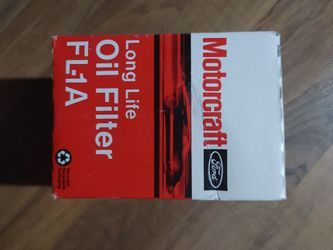 Motorcraft
Ford
Long Life
Oil Filter
FL1A